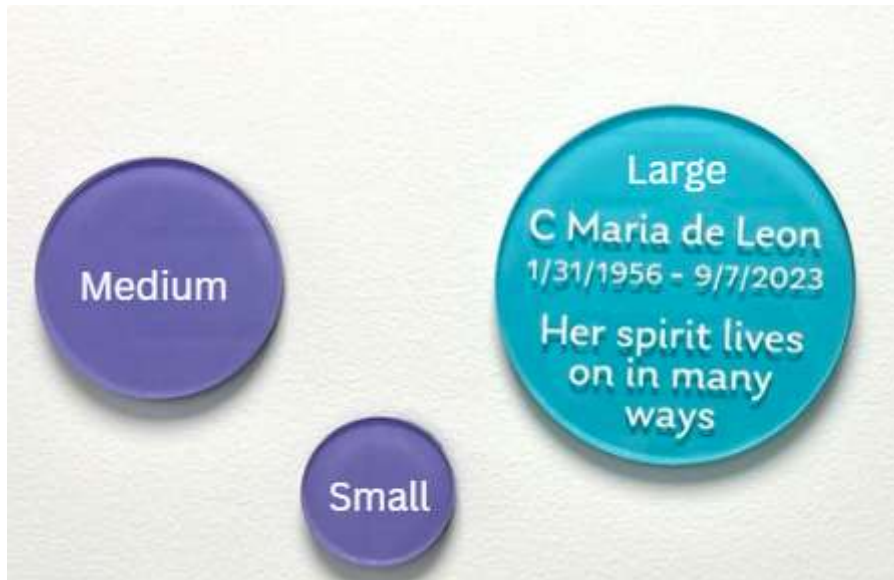 Medium
Small
Large
C Maria de Leon
1/31/1956 - 9/7/2023
Her spirit lives
on in many
ways